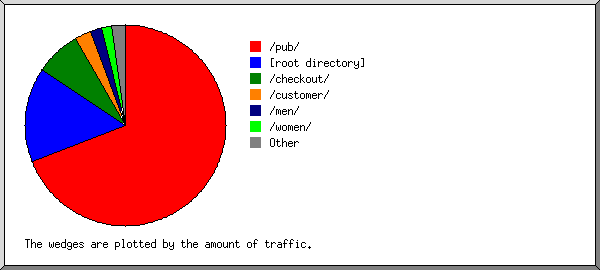 /pub/
[root directory]
/checkout/
/customer/
/men/
/women/
Other
The wedges are plotted by the amount of traffic.